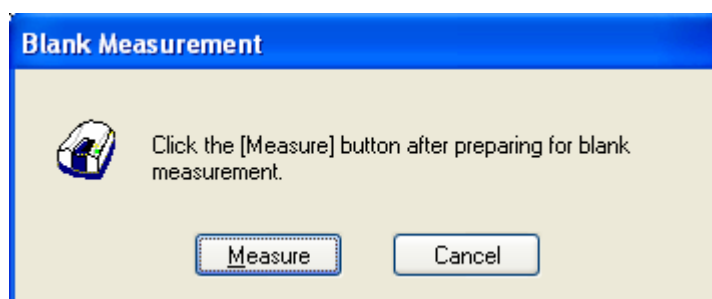 Blank Measurement
Click the [Measure] button after preparing for blank
measurement.
Measure
Cancel